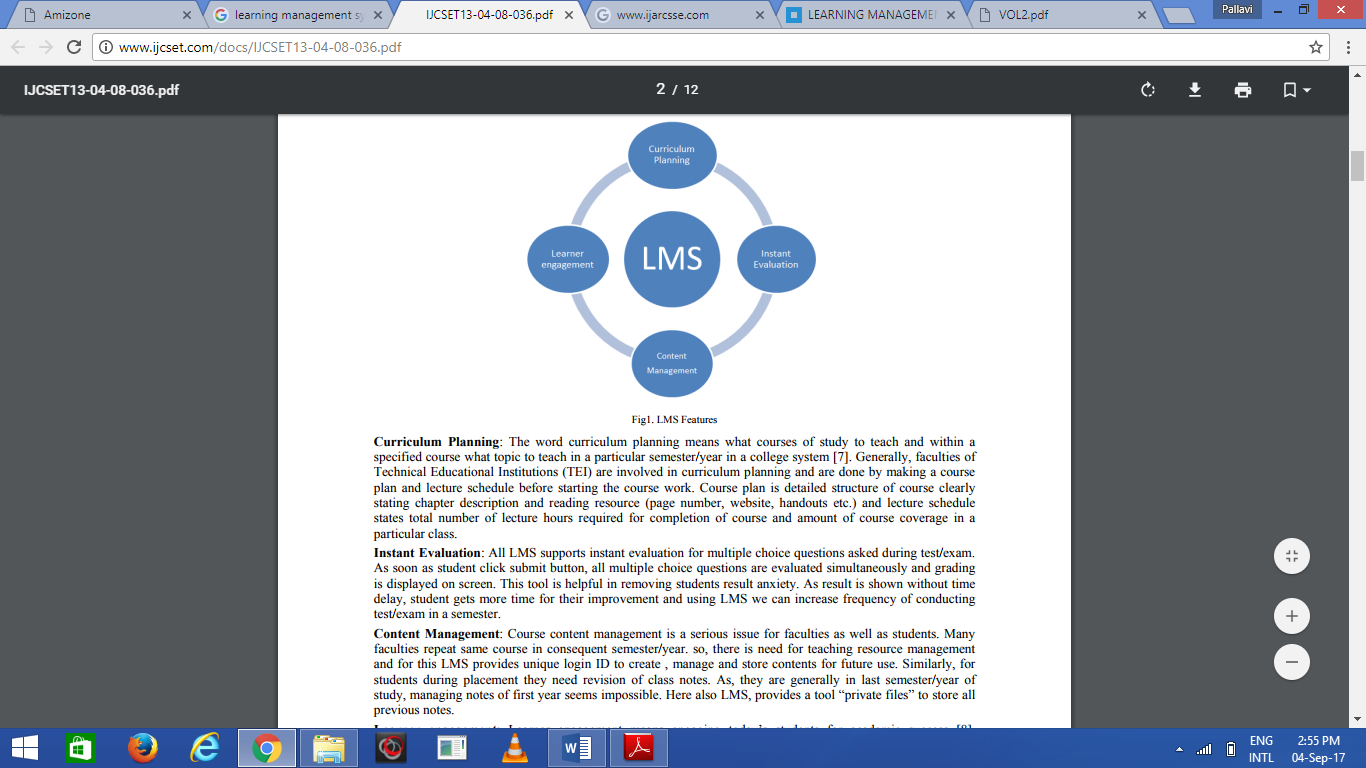 Amizone
learning management sy
IJCSET13-04-08-036.pdf
www.ijarcsse.com
LEARNING MANAGEME
VOL2.pdf
Pallavi
www.ijcset.com/docs/IJCSET13-04-08-036.pdf
IJCSET13-04-08-036.pdf
2 / 12
Curriculum
Planning
Learner
engagement
LMS
Instant
Evaluation
Content
Management
Fig1. LMS Features
Curriculum Planning: The word curriculum planning means what courses of study to teach and within a
specified course what topic to teach in a particular semester/year in a college system [7]. Generally, faculties of
Technical Educational Institutions (TEI) are involved in curriculum planning and are done by making a course
plan and lecture schedule before starting the course work. Course plan is detailed structure of course clearly
stating chapter description and reading resource (page number, website, handouts etc.) and lecture schedule
states total number of lecture hours required for completion of course and amount of course coverage in a
particular class.
Instant Evaluation: All LMS supports instant evaluation for multiple choice questions asked during test/exam.
As soon as student click submit button, all multiple choice questions are evaluated simultaneously and grading
is displayed on screen. This tool is helpful in removing students result anxiety. As result is shown without time
delay, student gets more time for their improvement and using LMS we can increase frequency of conducting
test/exam in a semester.
Content Management: Course content management is a serious issue for faculties as well as students. Many
faculties repeat same course in consequent semester/year. so, there is need for teaching resource management
and for this LMS provides unique login ID to create , manage and store contents for future use. Similarly, for
students during placement they need revision of class notes. As, they are generally in last semester/year of
study, managing notes of first year seems impossible. Here also LMS, provides a tool “private files” to store all
previous notes.
ENG
INTL
2:55 PM
04-Sep-17